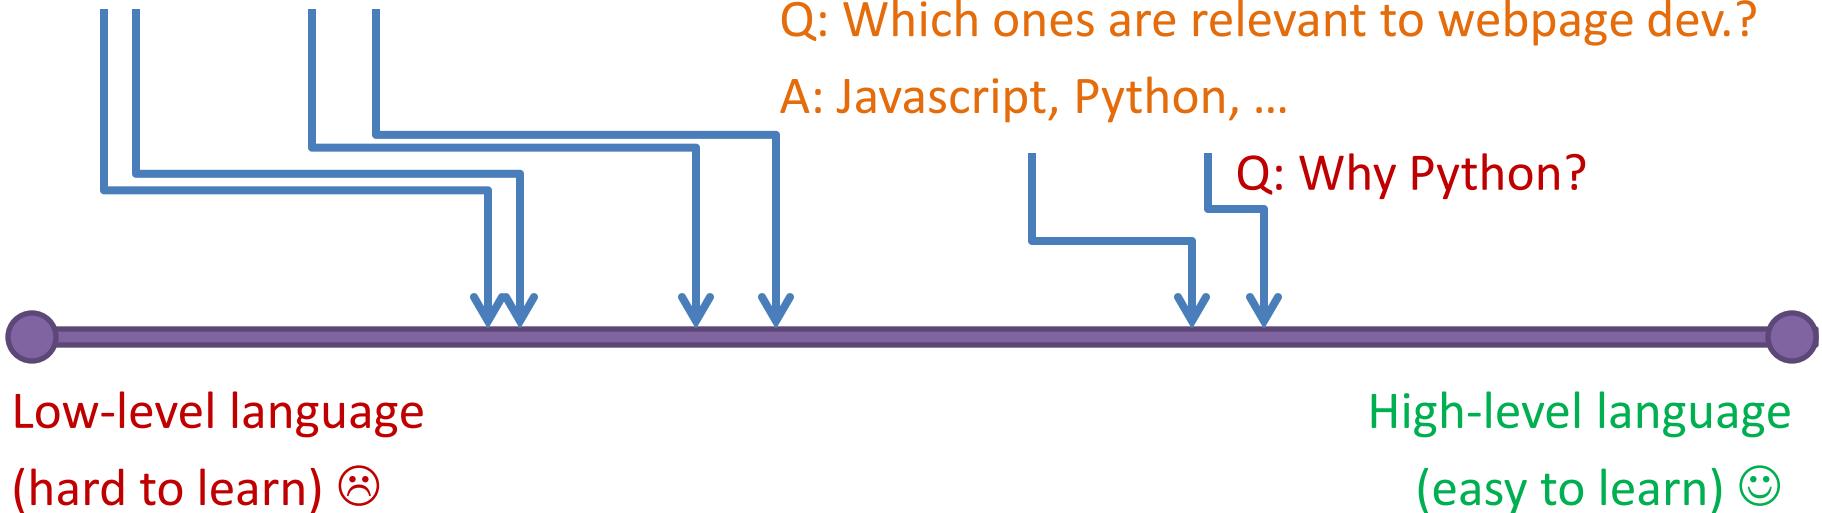 Q: Which ones are relevant to webpage dev.?
A: Javascript, Python, …
Q: Why Python?
Low-level language
(hard to learn) ☹
High-level language
(easy to learn) ☺